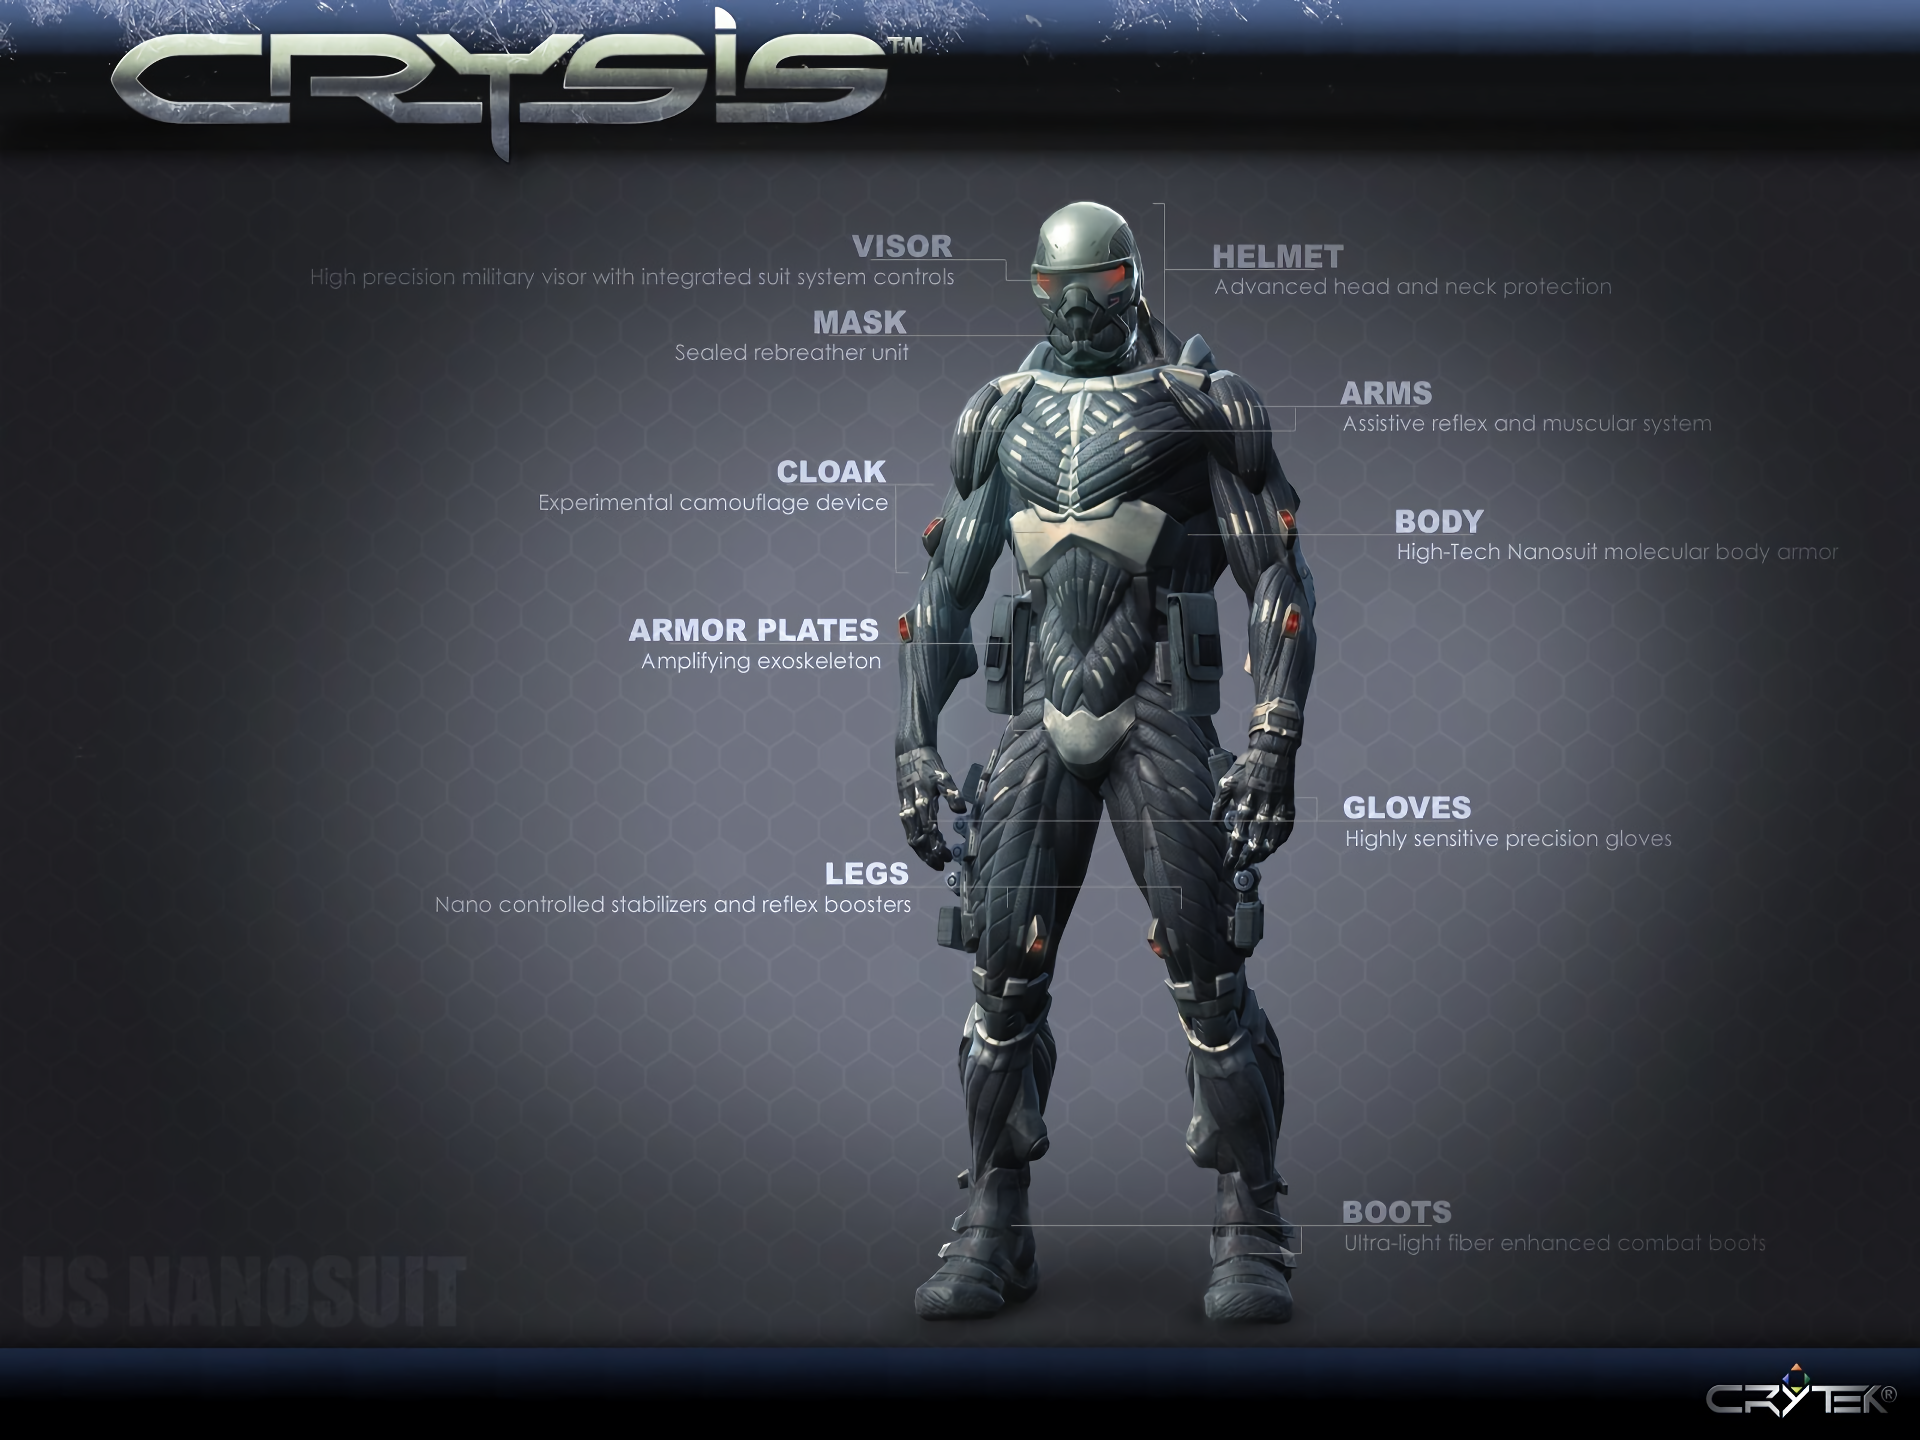 CRYSIS™
VISOR
High precision military visor with integrated suit system controls
HELMET
Advanced head and neck protection
MASK
Sealed rebreather unit
ARMS
Assistive reflex and muscular system
CLOAK
Experimental camouflage device
BODY
High-Tech Nanosuit molecular body armor
ARMOR PLATES
Amplifying exoskeleton
GLOVES
Highly sensitive precision gloves
LEGS
Nano controlled stabilizers and reflex boosters
BOOTS
Ultra-light fiber enhanced combat boots
US NANOSUIT
CRYTEK®